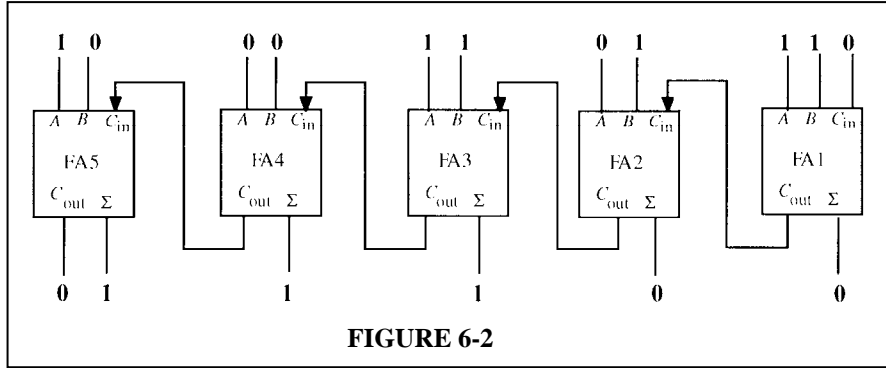 1 0 0 0 1 1 0 1 1 1 0
A B Cin A B Cin A B Cin A B Cin A B Cin
FA5 FA4 FA3 FA2 FA1
Cout Σ Cout Σ Cout Σ Cout Σ Cout Σ
0 1 1 1 0 0
FIGURE 6-2